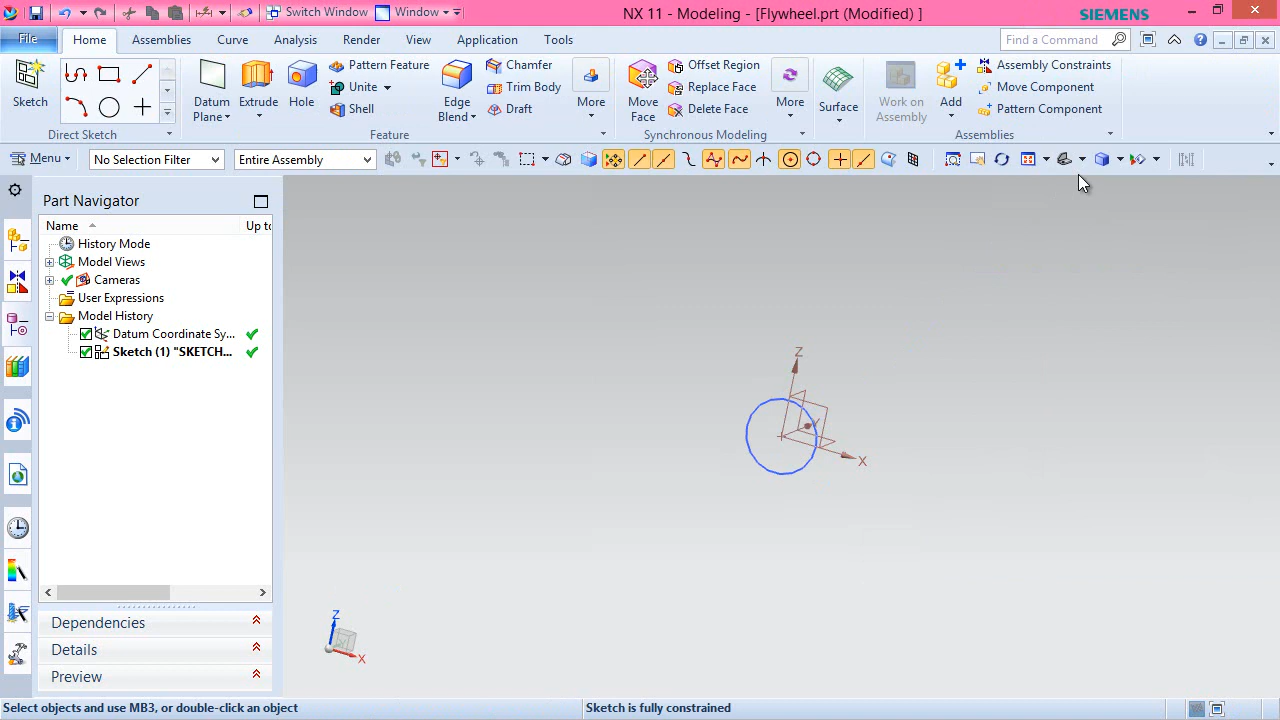 Switch Window
Window
NX 11 - Modeling - [Flywheel.prt (Modified) ]
SIEMENS
File
Home
Assemblies
Curve
Analysis
Render
View
Application
Tools
Find a Command
Sketch
Direct Sketch
Datum
Plane
Extrude
Hole
Pattern Feature
Unite
Shell
Edge
Blend
Chamfer
Trim Body
Draft
More
Feature
Move
Face
Offset Region
Replace Face
Delete Face
More
Synchronous Modeling
Surface
Work on
Assembly
Add
Assembly Constraints
Move Component
Pattern Component
Assemblies
Menu
No Selection Filter
Entire Assembly
Part Navigator
Name
Up to
History Mode
Model Views
Cameras
User Expressions
Model History
Datum Coordinate Sy...
Sketch (1) "SKETCH...
Z
Y
X
Z
X
Dependencies
Details
Preview
Select objects and use MB3, or double-click an object
Sketch is fully constrained